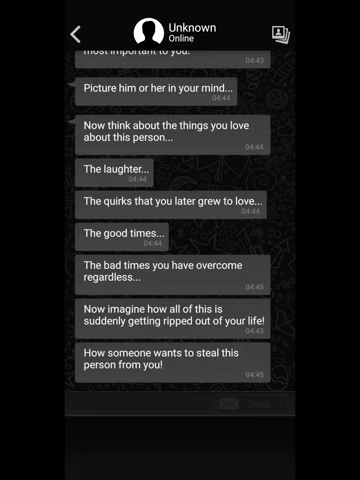 Unknown
Online
most important to you.
04:43
Picture him or her in your mind...
04:44
Now think about the things you love
about this person...
04:44
The laughter...
04:44
The quirks that you later grew to love...
04:44
The good times...
04:44
The bad times you have overcome
regardless...
04:45
Now imagine how all of this is
suddenly getting ripped out of your life!
04:45
How someone wants to steal this
person from you!
04:45
Send